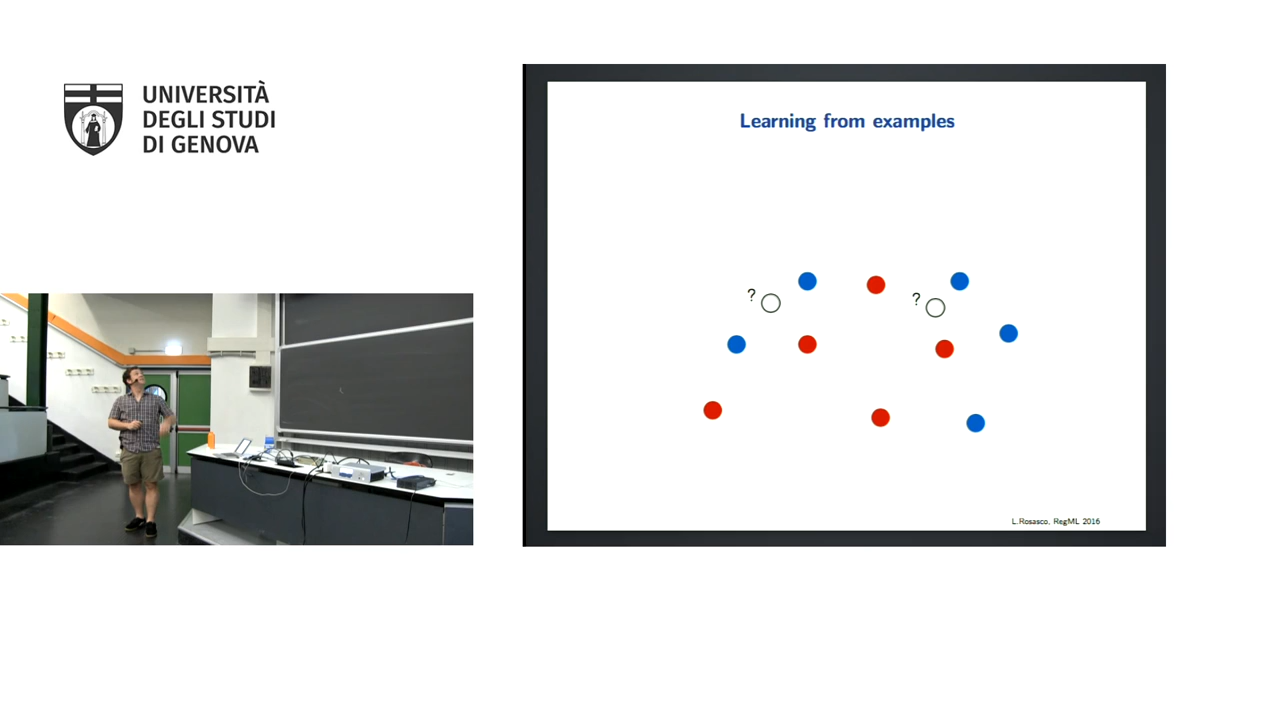 UNIVERSITÀ
DEGLI STUDI
DI GENOVA
Learning from examples
?
?
L.Rosasco, RegML 2016